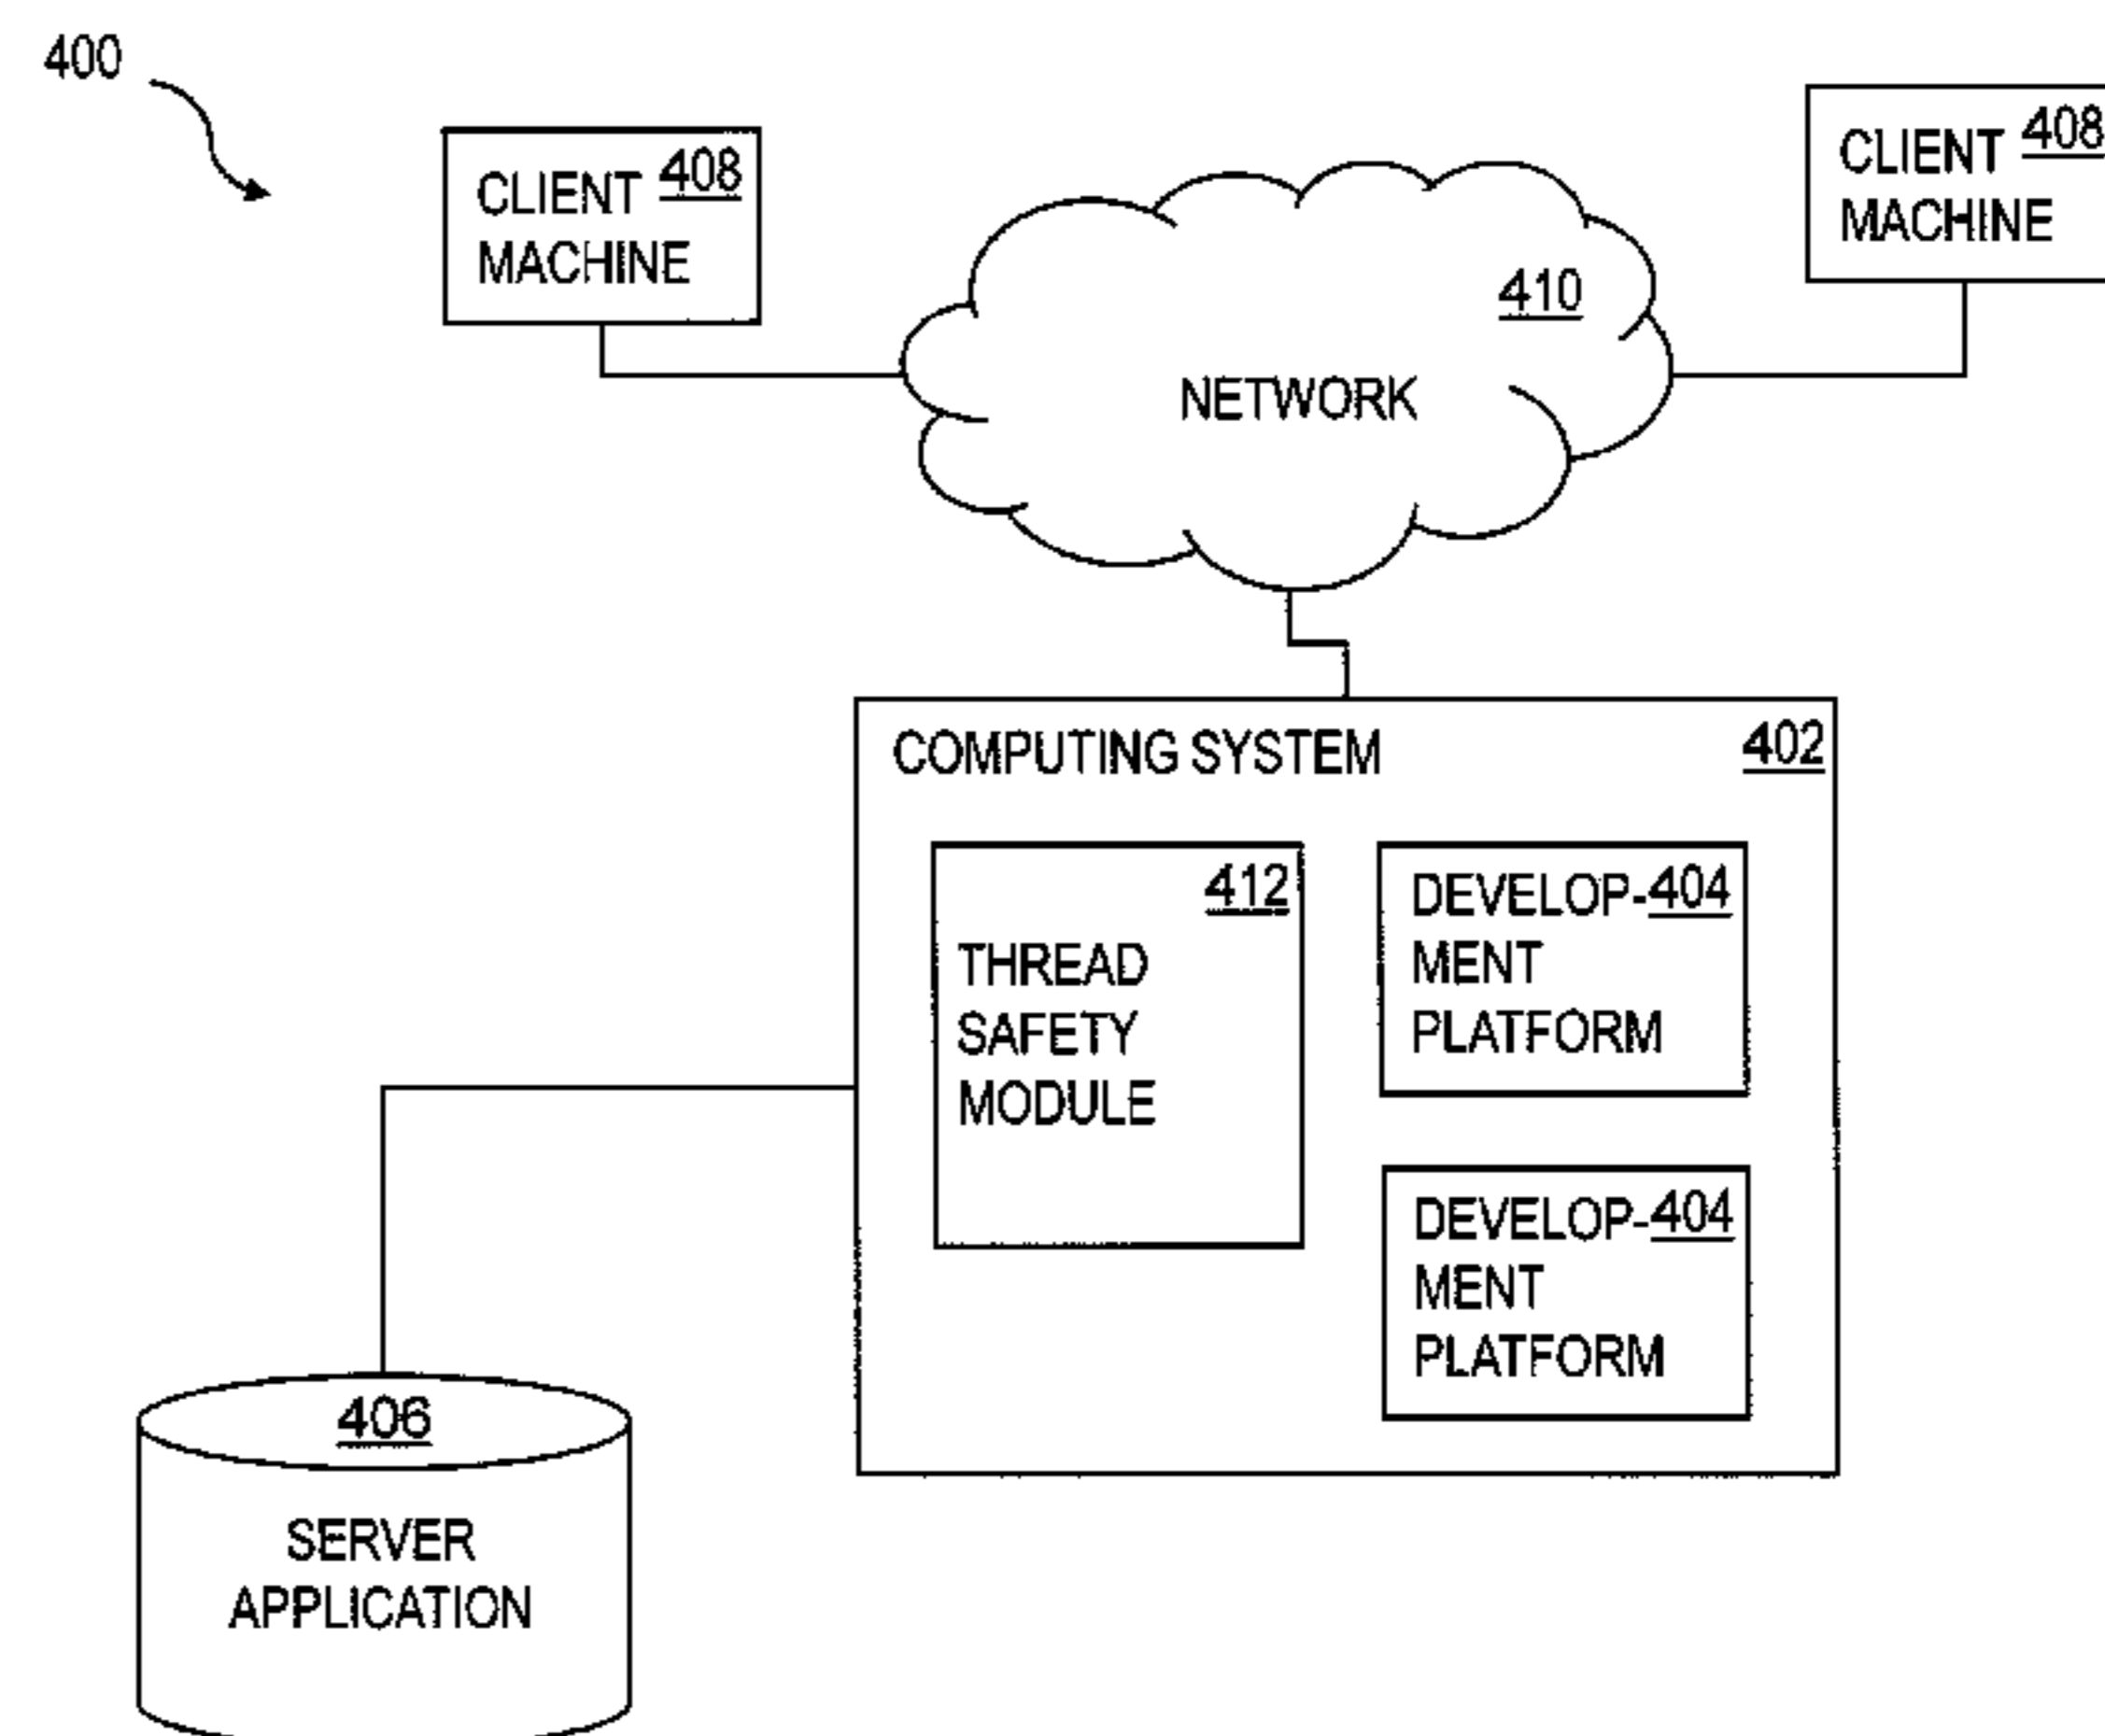 400
CLIENT 408
MACHINE
CLIENT 408
MACHINE
410
NETWORK
COMPUTING SYSTEM 402
412
THREAD
SAFETY
MODULE
DEVELOP-404
MENT
PLATFORM
DEVELOP-404
MENT
PLATFORM
406
SERVER
APPLICATION